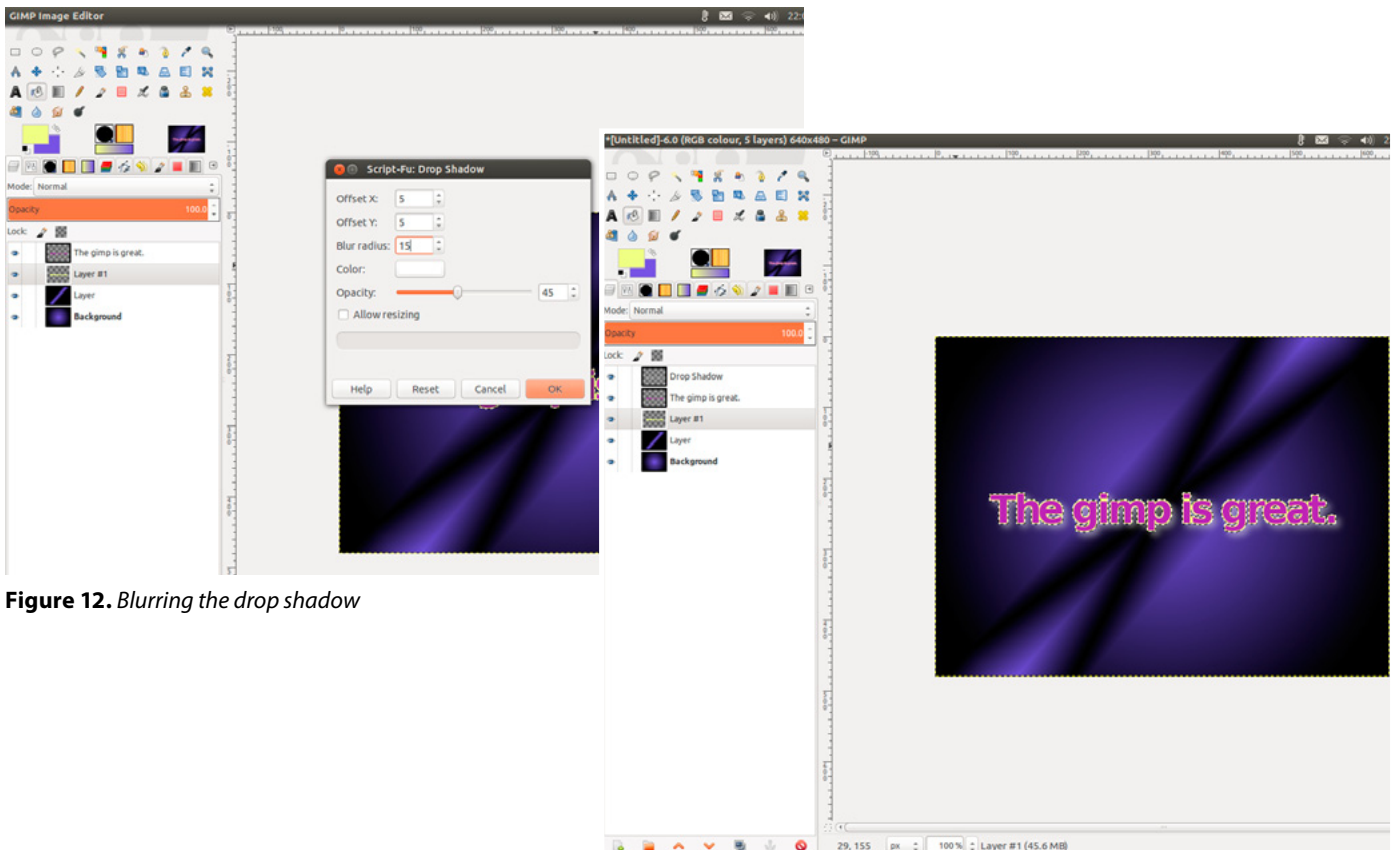 GIMP Image Editor
Mode: Normal
Opacity 100.0
Lock:
The gimp is great.
Layer #1
Layer
Background
Script-Fu: Drop Shadow
Offset X: 5
Offset Y: 5
Blur radius: 15
Color:
Opacity: 45
Allow resizing
Help Reset Cancel OK
Figure 12. Blurring the drop shadow
*[Untitled]-6.0 (RGB colour, 5 layers) 640x480 – GIMP
Mode: Normal
Opacity 100.0
Lock:
Drop Shadow
The gimp is great.
Layer #1
Layer
Background
The gimp is great.
29, 155 px 100 % Layer #1 (45.6 MB)